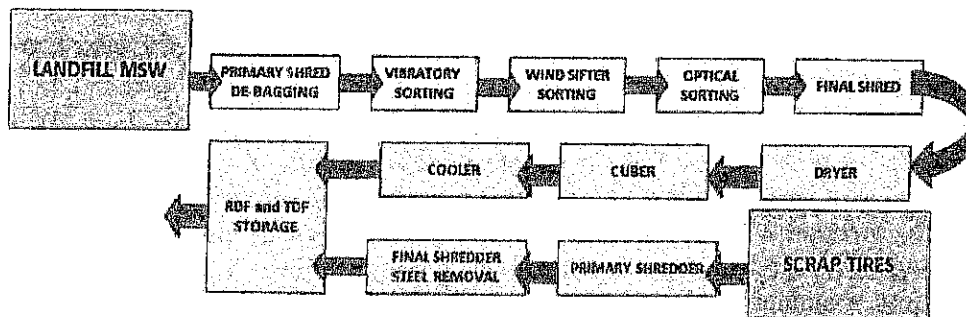 LANDFILL MSW
PRIMARY SHRED
DE-BAGGING
VIBRATORY
SORTING
WIND SIFTER
SORTING
OPTICAL
SORTING
FINAL SHRED
RDF and TDF
STORAGE
COOLER
CUBER
DRYER
FINAL SHREDDER
STEEL REMOVAL
PRIMARY SHREDDER
SCRAP TIRES